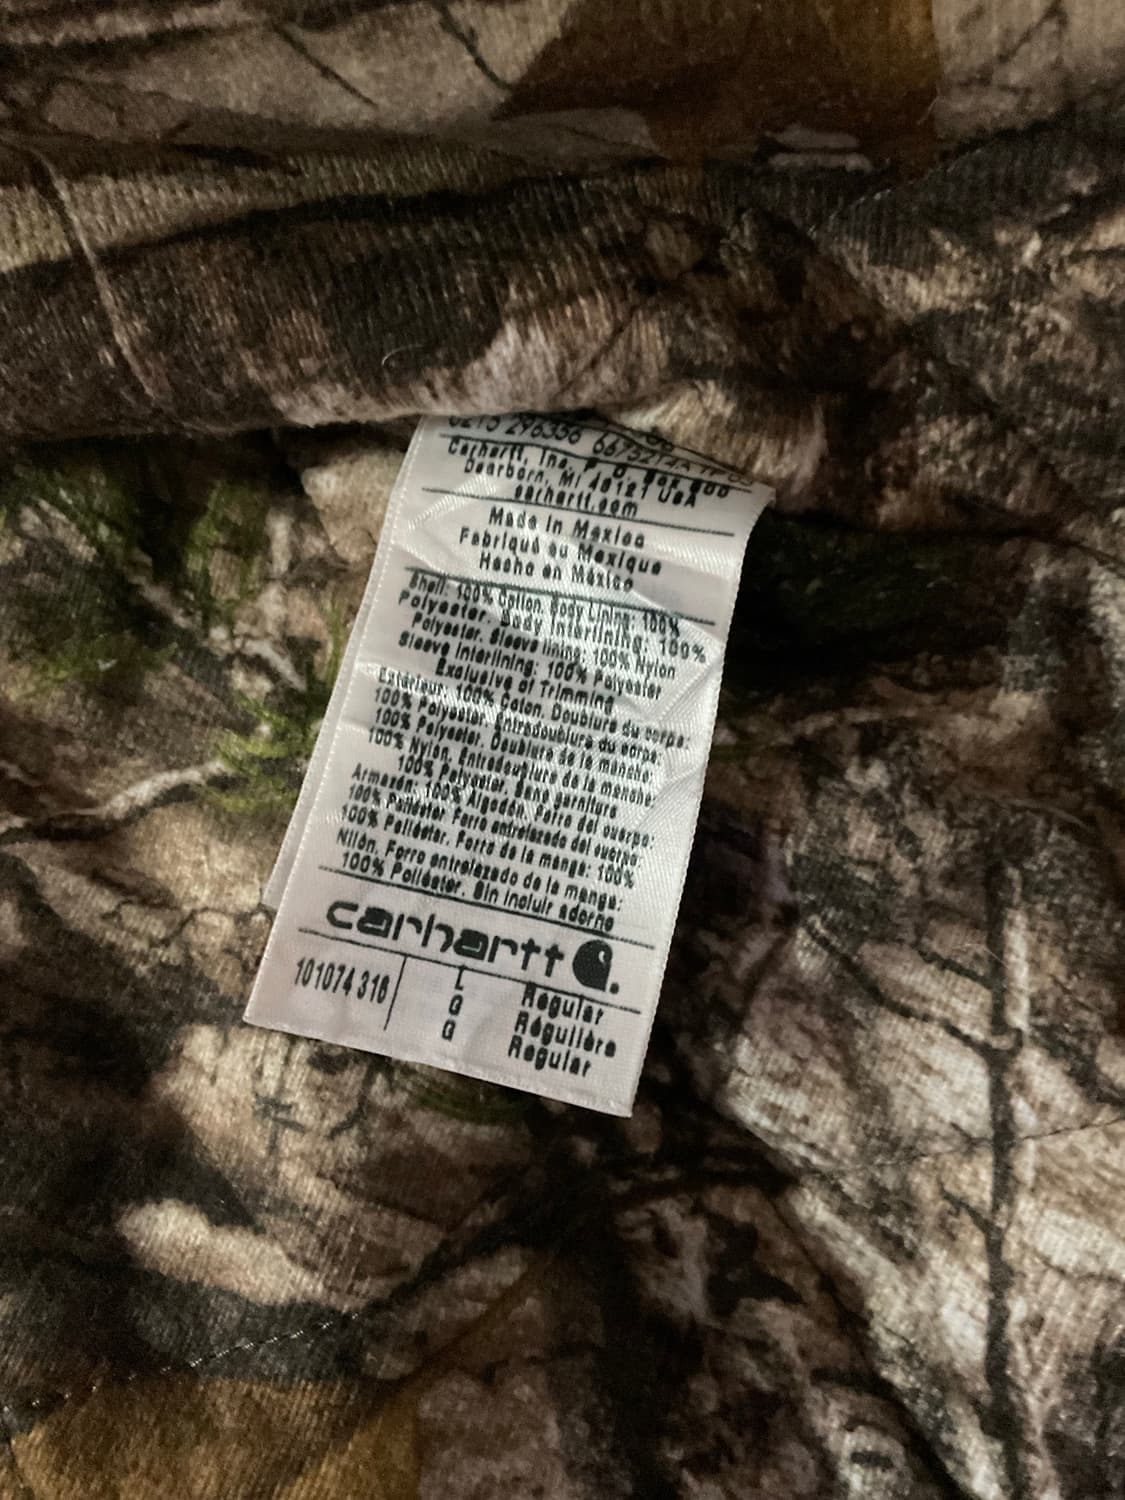 0215 296356 6675274A
Carhartt, Inc. P.O. Box 600
Dearborn, MI 48121 USA
carhartt.com
Made in Mexico
Fabriqué au Mexique
Hecho en México
Shell: 100% Cotton. Body Lining: 100%
Polyester. Body Interlining: 100%
Polyester. Sleeve lining, 100% Nylon
Sleeve Interlining: 100% Polyester
Exclusive of Trimming
Extérieur: 100% Coton. Doublure du corps:
100% Polyester. Entredoublure du corps:
100% Polyester. Doublure de la manche:
100% Nylon. Entredoublure de la manche:
100% Polyester. Sans garniture
Armazón: 100% Algodón. Forro del cuerpo:
100% Poliéster Forro entrelazado del cuerpo:
100% Poliéster. Forro de la manga: 100%
Nilón. Forro entrelazado de la manga:
100% Poliéster. Sin incluir adorno
carhartt
101074 316 L Regular
G Régulière
G Regular